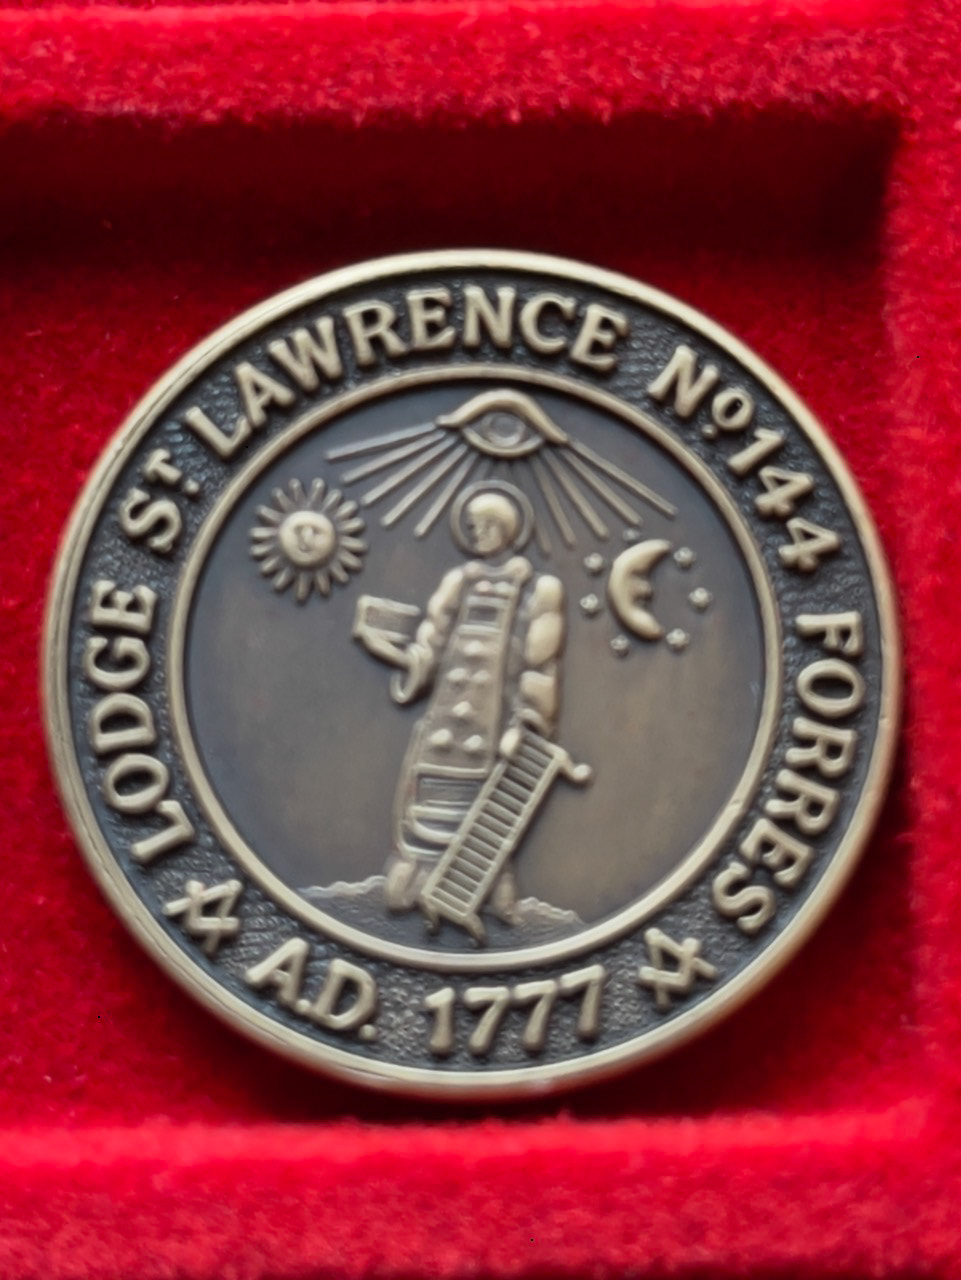 LODGE ST. LAWRENCE No. 144 FORRES
A.D. 1777